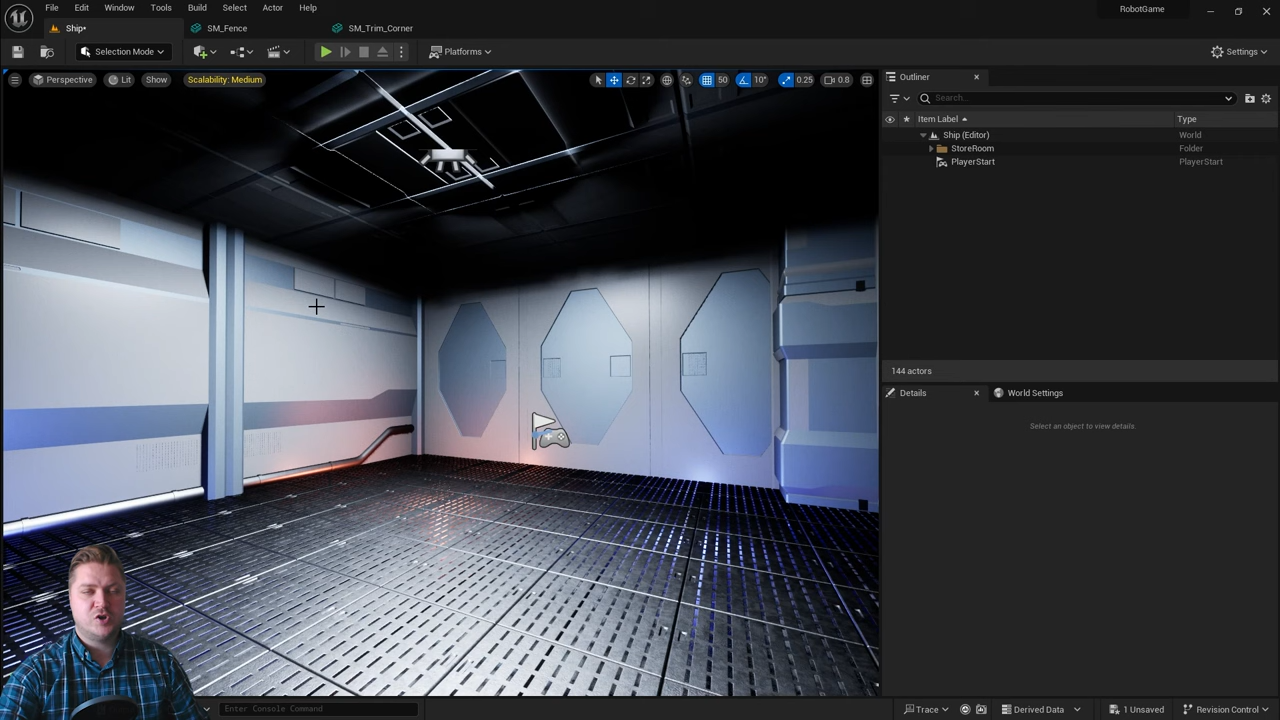 File Edit Window Tools Build Select Actor Help
RobotGame
Ship•
SM_Fence
SM_Trim_Corner
Selection Mode
Platforms
Settings
Perspective
Lit
Show
Scalability: Medium
50
10°
0.25
0.8
Outliner
Search...
Item Label
Type
Ship (Editor)
World
StoreRoom
Folder
PlayerStart
PlayerStart
144 actors
Details
World Settings
Select an object to view details.
Enter Console Command
Trace
Derived Data
1 Unsaved
Revision Control